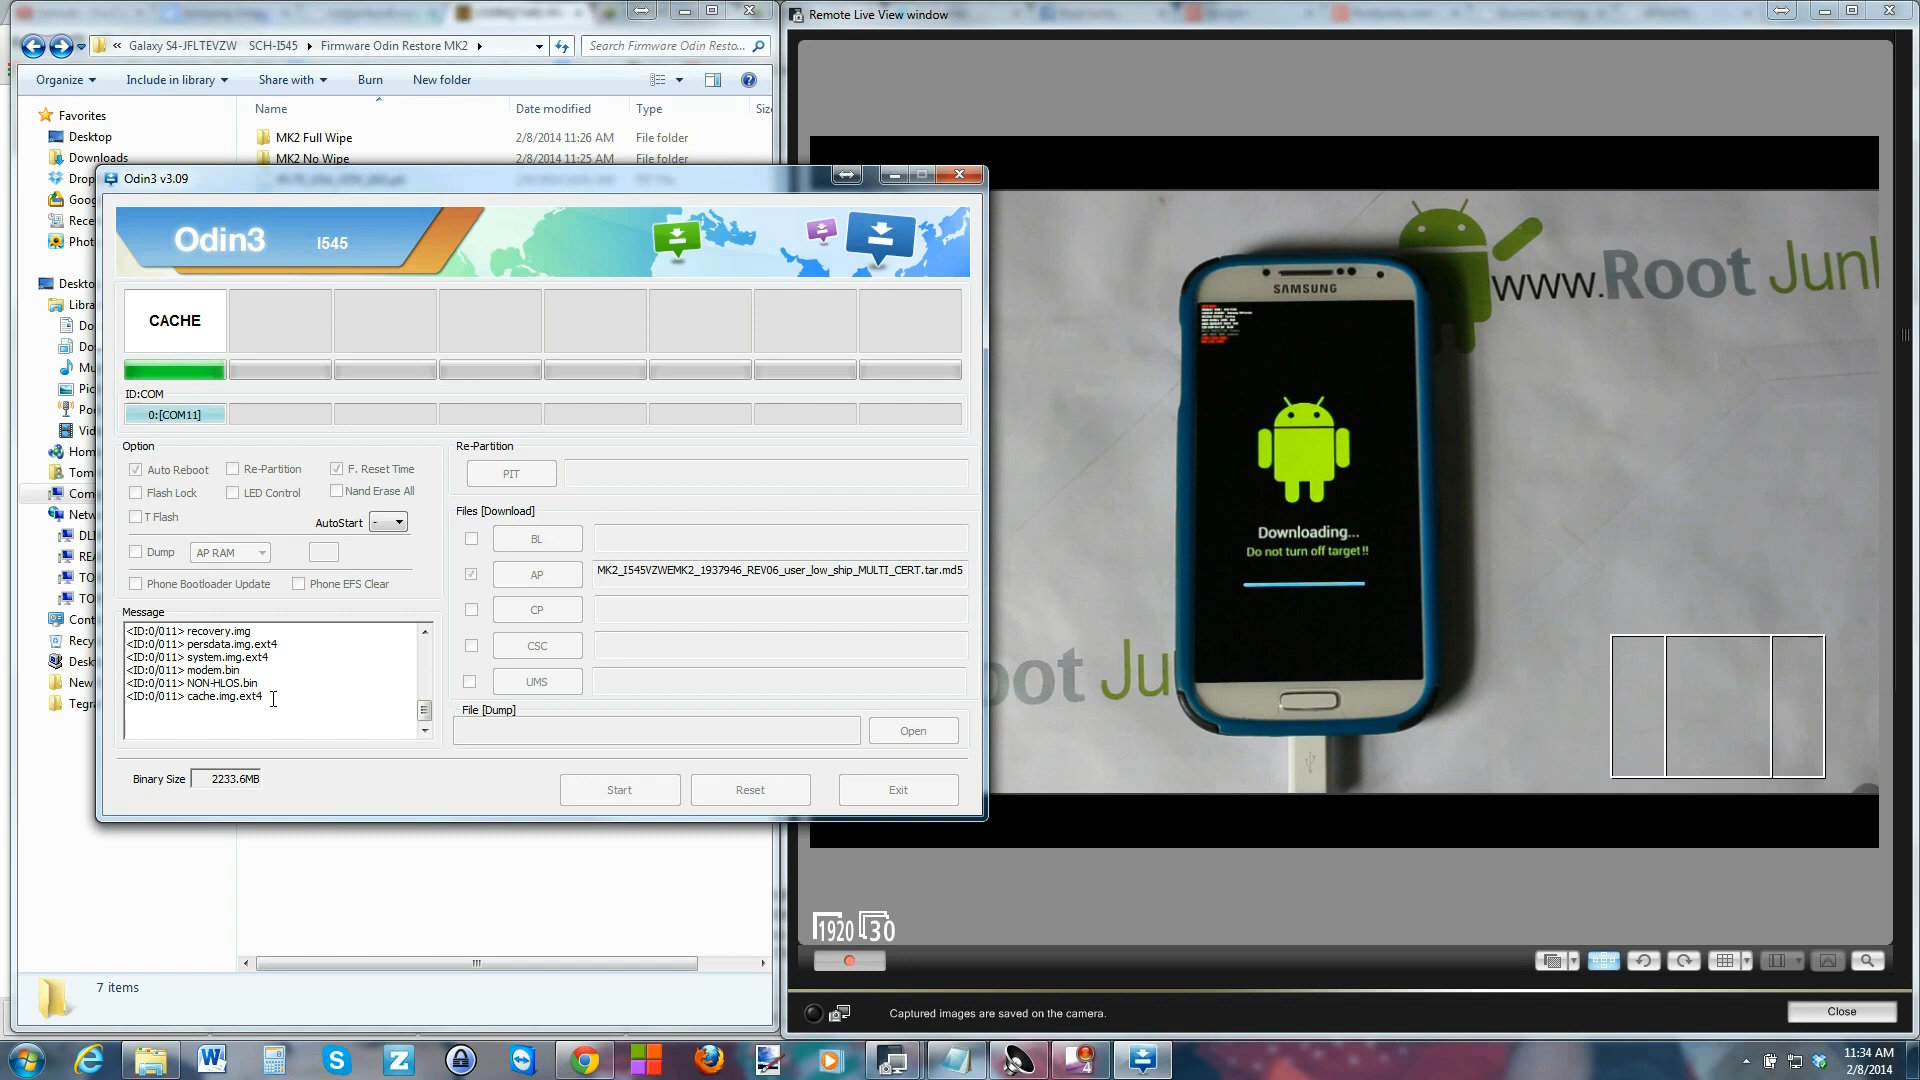 Galaxy S4-JFLTEVZW SCH-I545 Firmware Odin Restore MK2
Search Firmware Odin Resto...
Organize Include in library Share with Burn New folder
Name Date modified Type
Favorites
Desktop
Downloads
MK2 Full Wipe 2/8/2014 11:26 AM File folder
MK2 No Wipe 2/8/2014 11:25 AM File folder
7 items
Odin3 v3.09
Odin3 I545
CACHE
ID:COM
0:[COM11]
Option
Auto Reboot Re-Partition F. Reset Time
Flash Lock LED Control Nand Erase All
T Flash
AutoStart -
Dump AP RAM
Phone Bootloader Update Phone EFS Clear
Message
<ID:0/011> recovery.img
<ID:0/011> persdata.img.ext4
<ID:0/011> system.img.ext4
<ID:0/011> modem.bin
<ID:0/011> NON-HLOS.bin
<ID:0/011> cache.img.ext4
Binary Size 2233.6MB
Re-Partition
PIT
Files [Download]
BL
AP MK2_I545VZWEMK2_1937946_REV06_user_low_ship_MULTI_CERT.tar.md5
CP
CSC
UMS
File [Dump]
Open
Start Reset Exit
Remote Live View window
www.Root Junk
SAMSUNG
Downloading...
Do not turn off target !!
oot Ju
1920 30
Captured images are saved on the camera.
Close
11:34 AM
2/8/2014